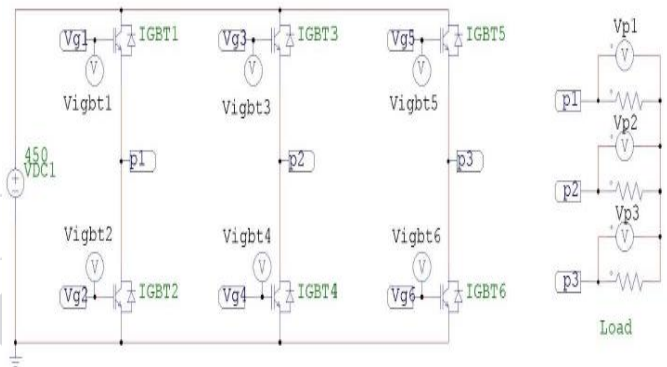 Vg1
IGBT1
Vigbt1
Vg3
IGBT3
Vigbt3
Vg5
IGBT5
Vigbt5
450
VDC1
p1
p2
p3
Vigbt2
Vg2
IGBT2
Vigbt4
Vg4
IGBT4
Vigbt6
Vg6
IGBT6
Vp1
V
p1
Vp2
V
p2
Vp3
V
p3
Load
V
V
V
V
V
V